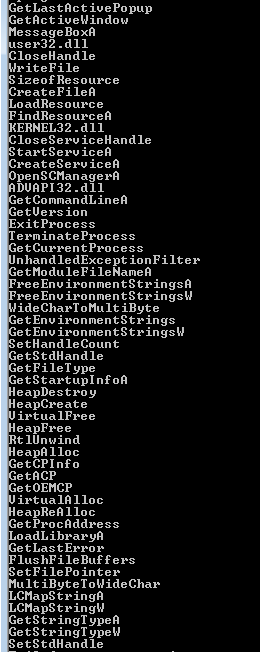 GetLastActivePopup
GetActiveWindow
MessageBoxA
user32.dll
CloseHandle
WriteFile
SizeofResource
CreateFileA
LoadResource
FindResourceA
KERNEL32.dll
CloseServiceHandle
StartServiceA
CreateServiceA
OpenSCManagerA
ADVAPI32.dll
GetCommandLineA
GetVersion
ExitProcess
TerminateProcess
GetCurrentProcess
UnhandledExceptionFilter
GetModuleFileNameA
FreeEnvironmentStringsA
FreeEnvironmentStringsW
WideCharToMultiByte
GetEnvironmentStrings
GetEnvironmentStringsW
SetHandleCount
GetStdHandle
GetFileType
GetStartupInfoA
HeapDestroy
HeapCreate
VirtualFree
HeapFree
RtlUnwind
HeapAlloc
GetCPInfo
GetACP
GetOEMCP
VirtualAlloc
HeapReAlloc
GetProcAddress
LoadLibraryA
GetLastError
FlushFileBuffers
SetFilePointer
MultiByteToWideChar
LCMapStringA
LCMapStringW
GetStringTypeA
GetStringTypeW
SetStdHandle